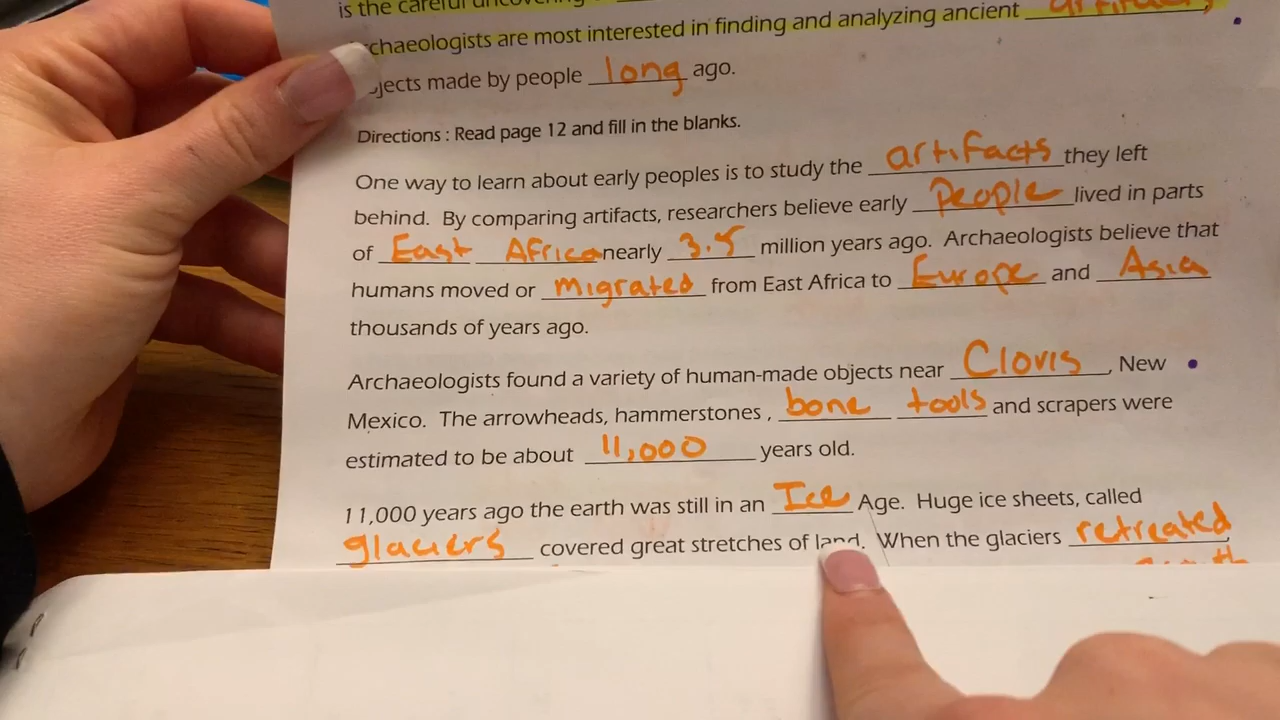 is the careful uncovering
archaeologists are most interested in finding and analyzing ancient
jects made by people long ago.
Directions : Read page 12 and fill in the blanks.
One way to learn about early peoples is to study the artifacts they left
behind. By comparing artifacts, researchers believe early People lived in parts
of East Africa nearly 3.5 million years ago. Archaeologists believe that
humans moved or migrated from East Africa to Europe and Asia
thousands of years ago.
Archaeologists found a variety of human-made objects near Clovis, New
Mexico. The arrowheads, hammerstones , bone tools and scrapers were
estimated to be about 11,000 years old.
11,000 years ago the earth was still in an Ice Age. Huge ice sheets, called
glaciers covered great stretches of land. When the glaciers retreated,